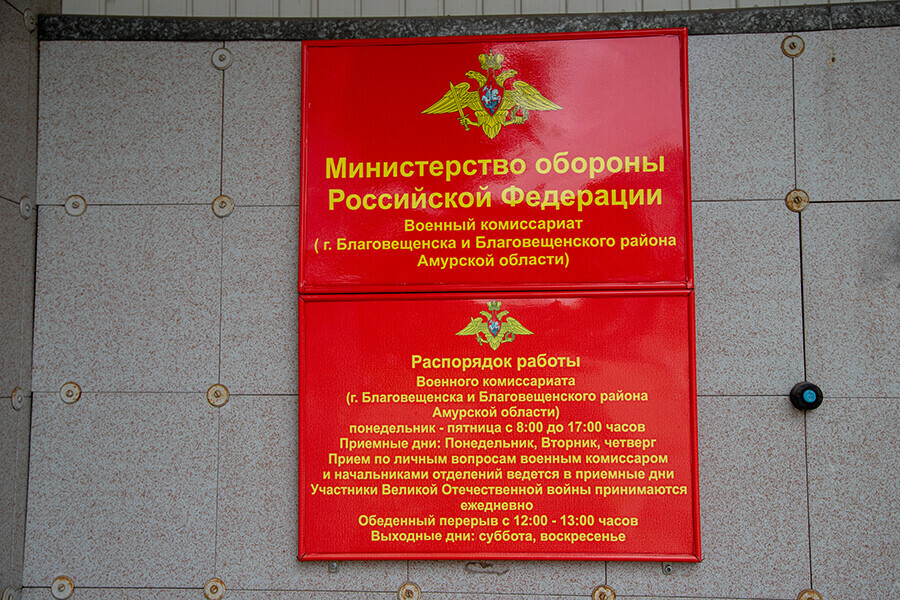 Министерство обороны
Российской Федерации
Военный комиссариат
( г. Благовещенска и Благовещенского района
Амурской области)
Распорядок работы
Военного комиссариата
(г. Благовещенска и Благовещенского района
Амурской области)
понедельник - пятница с 8:00 до 17:00 часов
Приемные дни: Понедельник, Вторник, четверг
Прием по личным вопросам военным комиссаром
и начальниками отделений ведется в приемные дни
Участники Великой Отечественной войны принимаются
ежедневно
Обеденный перерыв с 12:00 - 13:00 часов
Выходные дни: суббота, воскресенье